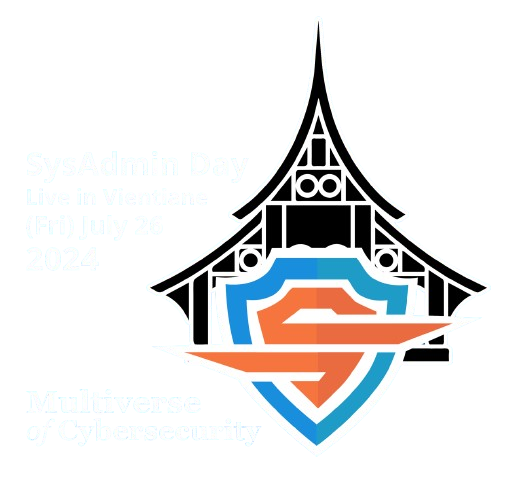 SysAdmin Day
Live in Vientiane
(Fri) July 26
2024
Multiverse
of Cybersecurity